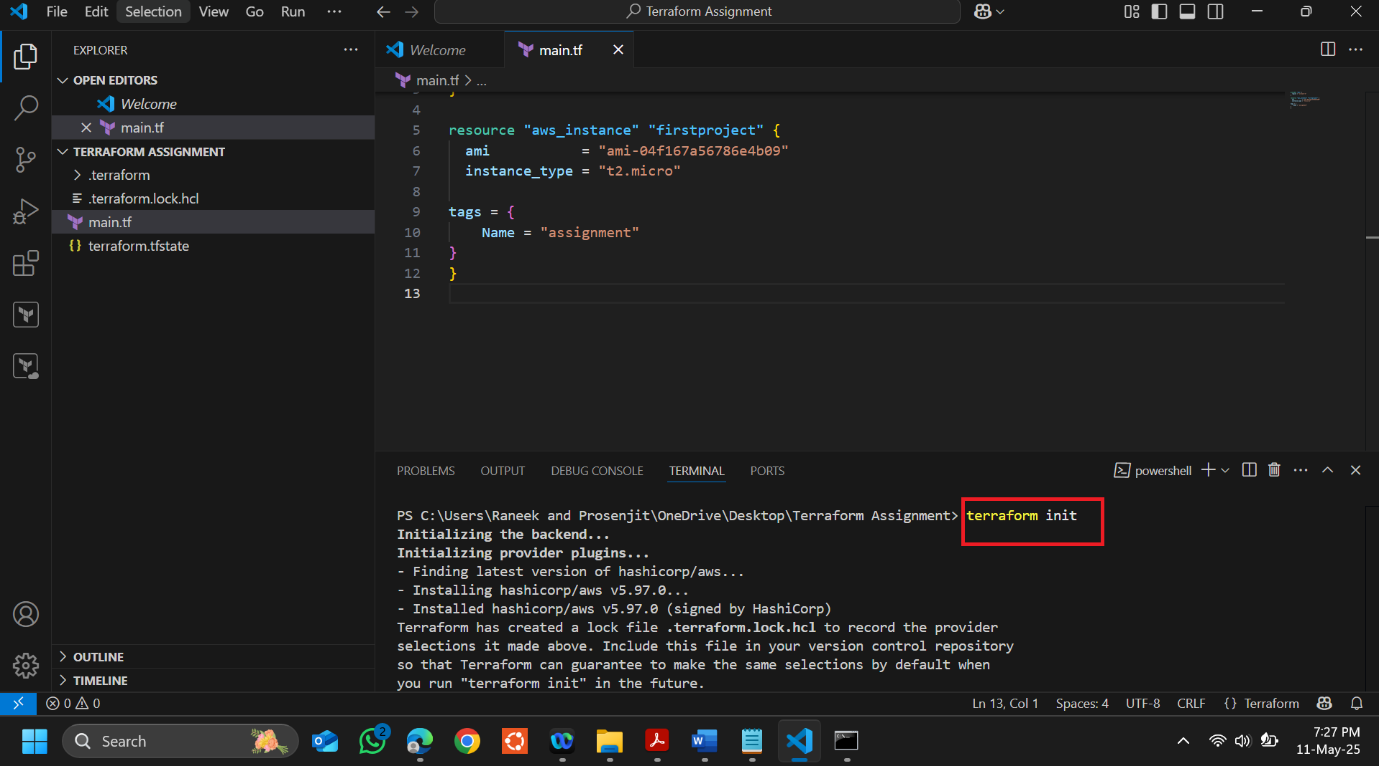 File Edit Selection View Go Run ... Terraform Assignment
EXPLORER
OPEN EDITORS
Welcome
main.tf
TERRAFORM ASSIGNMENT
.terraform
.terraform.lock.hcl
main.tf
terraform.tfstate
OUTLINE
TIMELINE
Welcome main.tf
main.tf > ...
4
5 resource "aws_instance" "firstproject" {
6 ami = "ami-04f167a56786e4b09"
7 instance_type = "t2.micro"
8
9 tags = {
10 Name = "assignment"
11 }
12 }
13
PROBLEMS OUTPUT DEBUG CONSOLE TERMINAL PORTS powershell
PS C:\Users\Raneek and Prosenjit\OneDrive\Desktop\Terraform Assignment> terraform init
Initializing the backend...
Initializing provider plugins...
- Finding latest version of hashicorp/aws...
- Installing hashicorp/aws v5.97.0...
- Installed hashicorp/aws v5.97.0 (signed by HashiCorp)
Terraform has created a lock file .terraform.lock.hcl to record the provider
selections it made above. Include this file in your version control repository
so that Terraform can guarantee to make the same selections by default when
you run "terraform init" in the future.
0 0 Ln 13, Col 1 Spaces: 4 UTF-8 CRLF {} Terraform
Search 2 7:27 PM
11-May-25